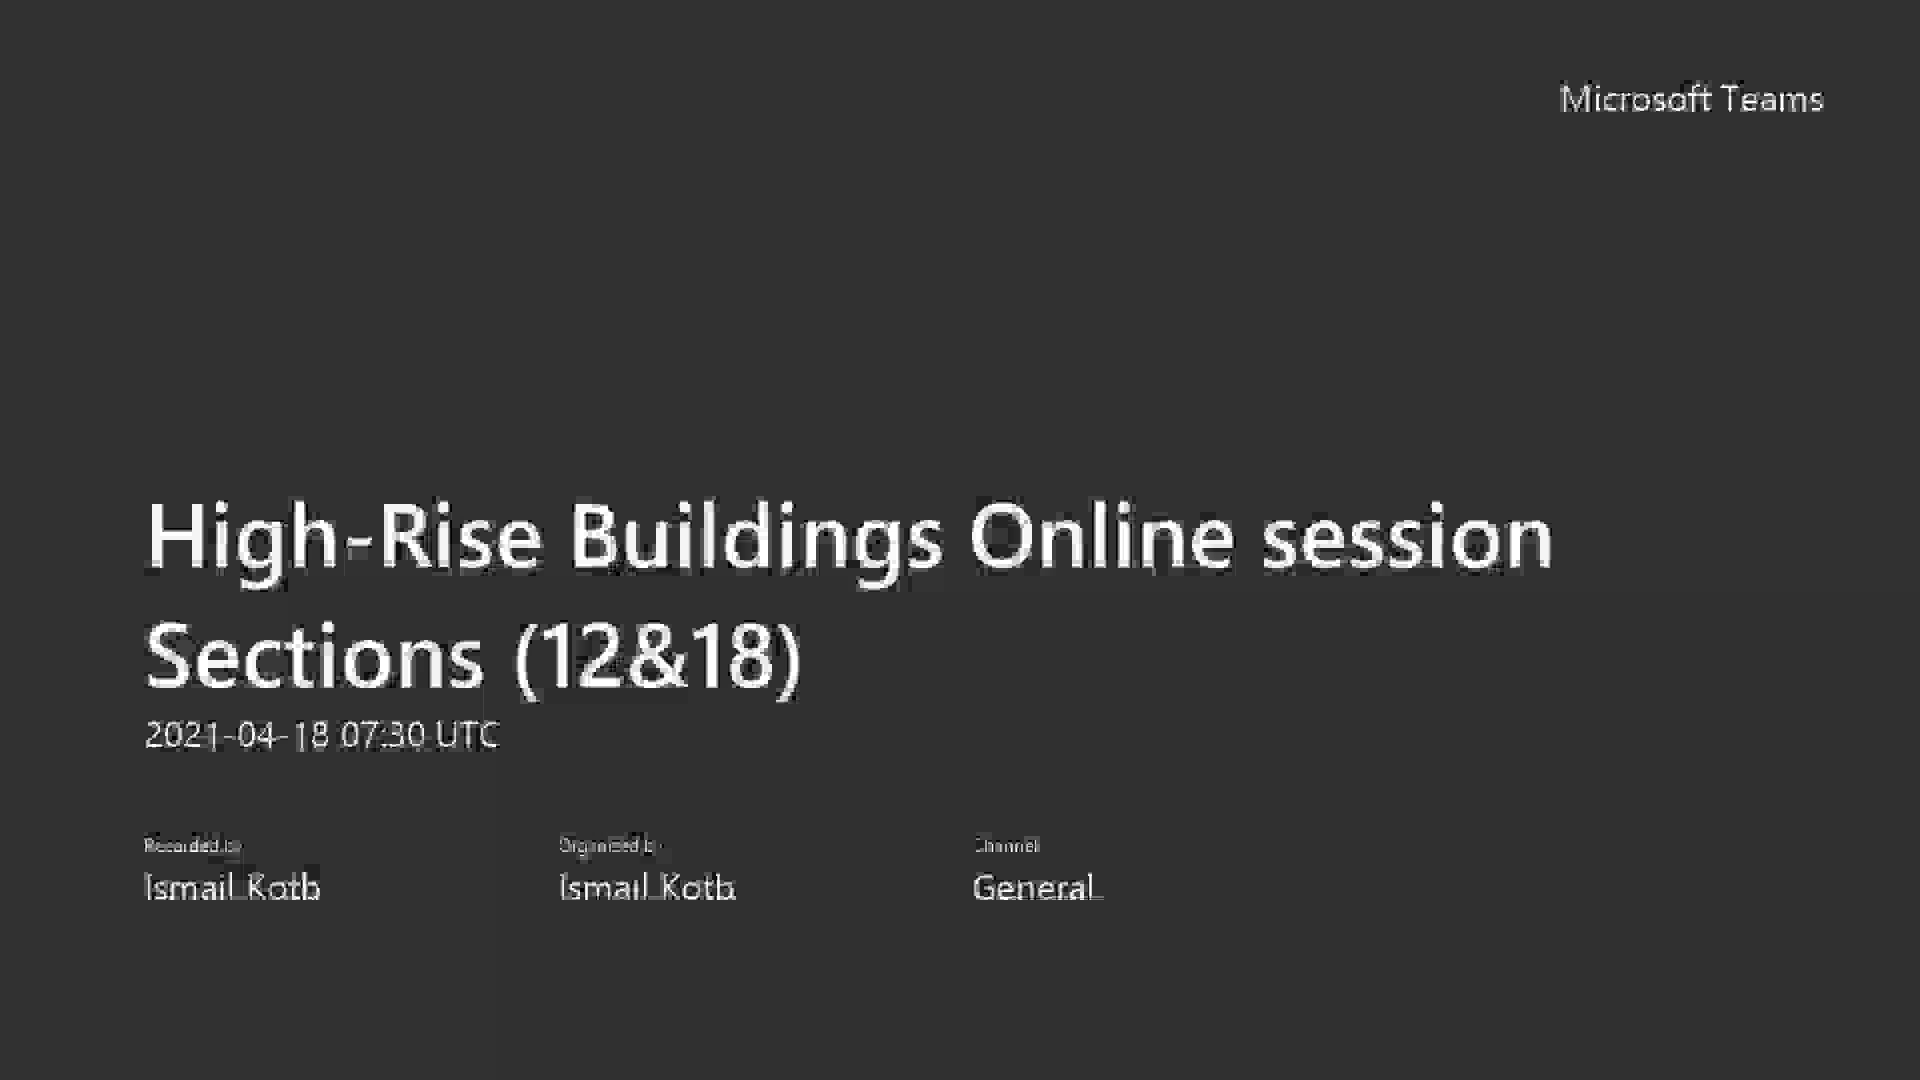 Microsoft Teams
High-Rise Buildings Online session
Sections (12&18)
2021-04-18 07:30 UTC
Recorded by Organized by Channel
Ismail Kotb Ismail Kotb General